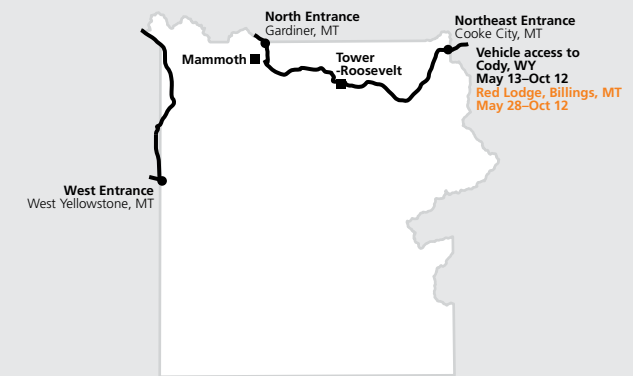 North Entrance
Gardiner, MT
Northeast Entrance
Cooke City, MT
Mammoth
Tower
-Roosevelt
Vehicle access to
Cody, WY
May 13–Oct 12
Red Lodge, Billings, MT
May 28–Oct 12
West Entrance
West Yellowstone, MT